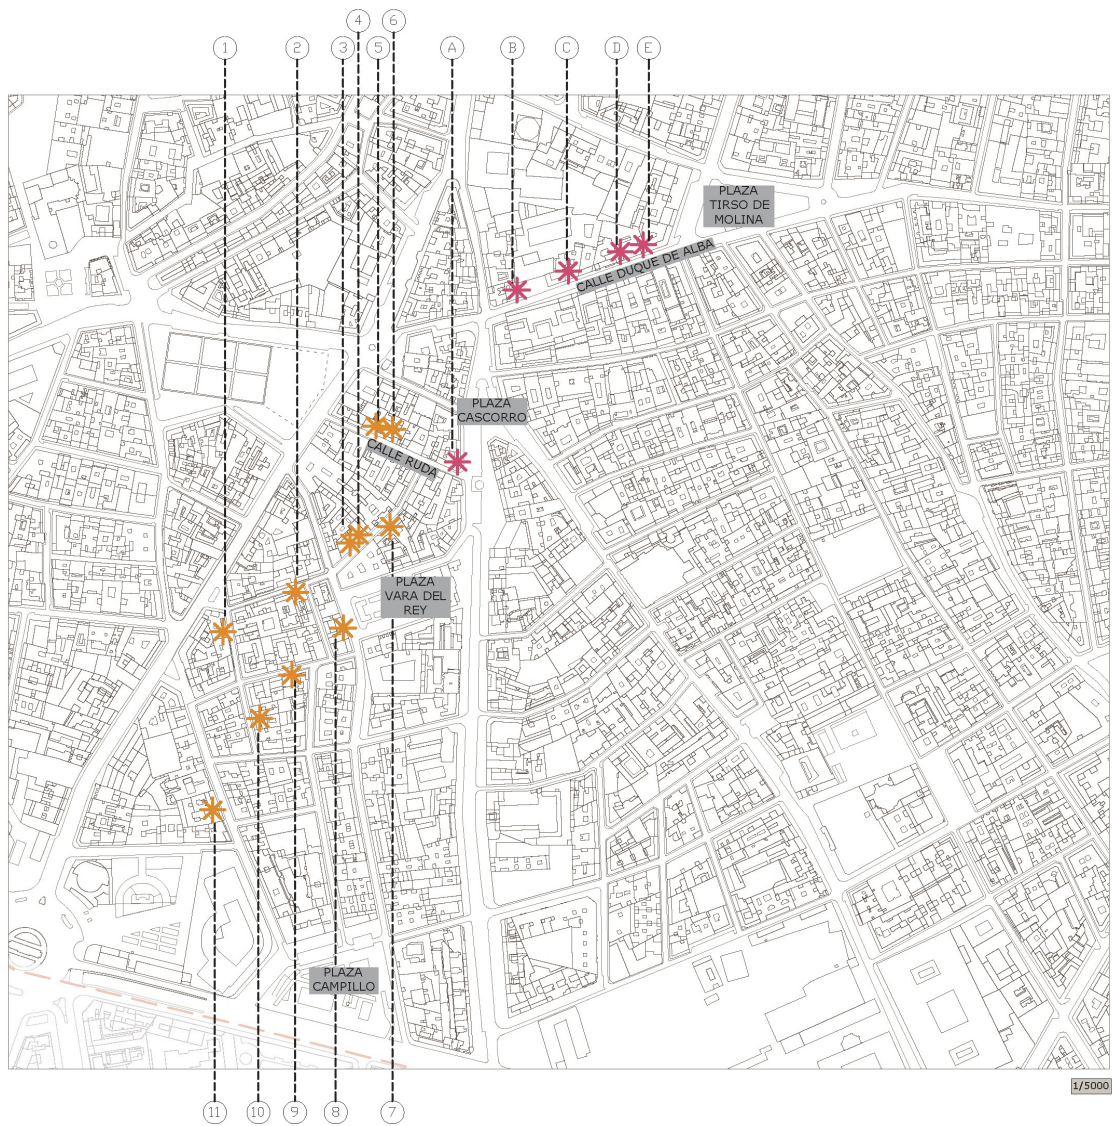 4
6
1
2
3
5
A
B
C
D
E
PLAZA
TIRSO DE
MOLINA
CALLE DUQUE DE ALBA
PLAZA
CASCORRO
CALLE RUDA
PLAZA
VARA DEL
REY
PLAZA
CAMPILLO
1/5000
11
10
9
8
7